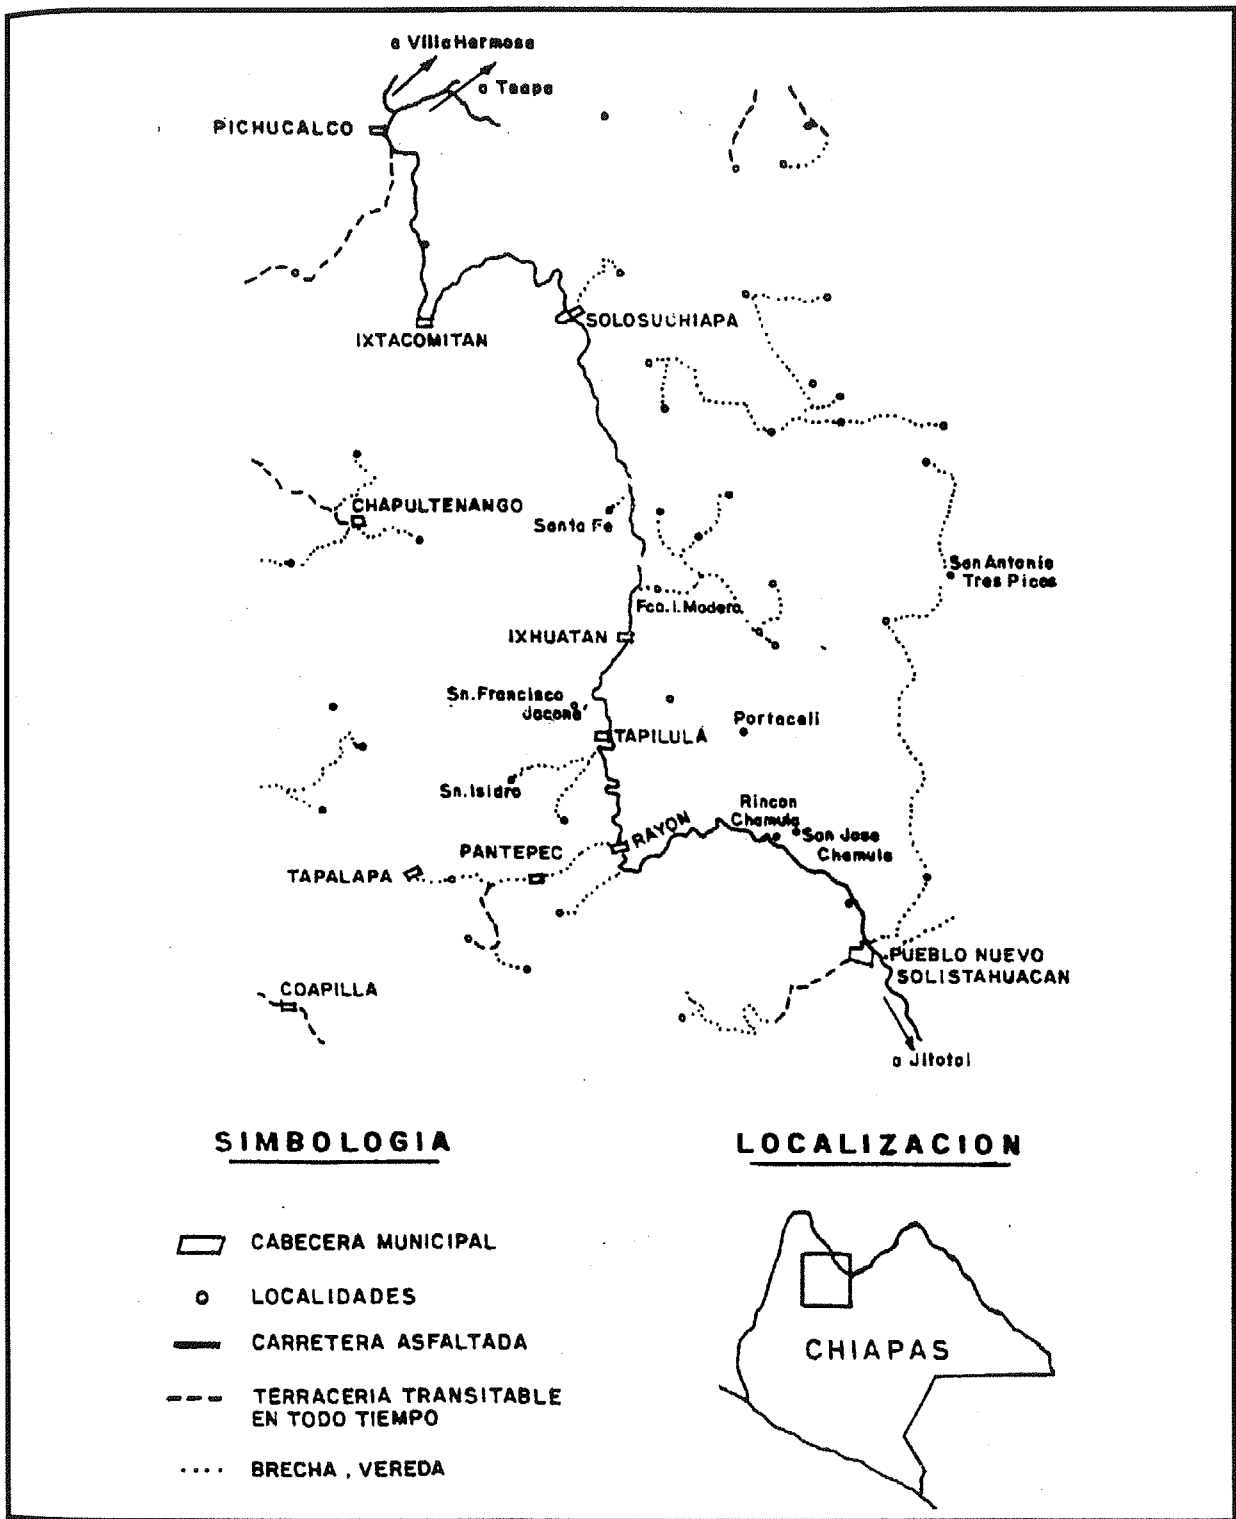 a Villa Hermosa
a Teapa
PICHUCALCO
IXTACOMITAN
SOLOSUCHIAPA
CHAPULTENANGO
Santa Fe
San Antonio
Tres Picos
Fco. I. Madero
IXHUATAN
Sn. Francisco
Jacona
Portaceli
TAPILULÁ
Sn. Isidro
Rincon
Chamula
RAYON
San Jose
Chamula
PANTEPEC
TAPALAPA
PUEBLO NUEVO
SOLISTAHUACAN
COAPILLA
a Jitotol
SIMBOLOGIA
LOCALIZACION
CABECERA MUNICIPAL
LOCALIDADES
CARRETERA ASFALTADA
CHIAPAS
TERRACERIA TRANSITABLE
EN TODO TIEMPO
BRECHA , VEREDA